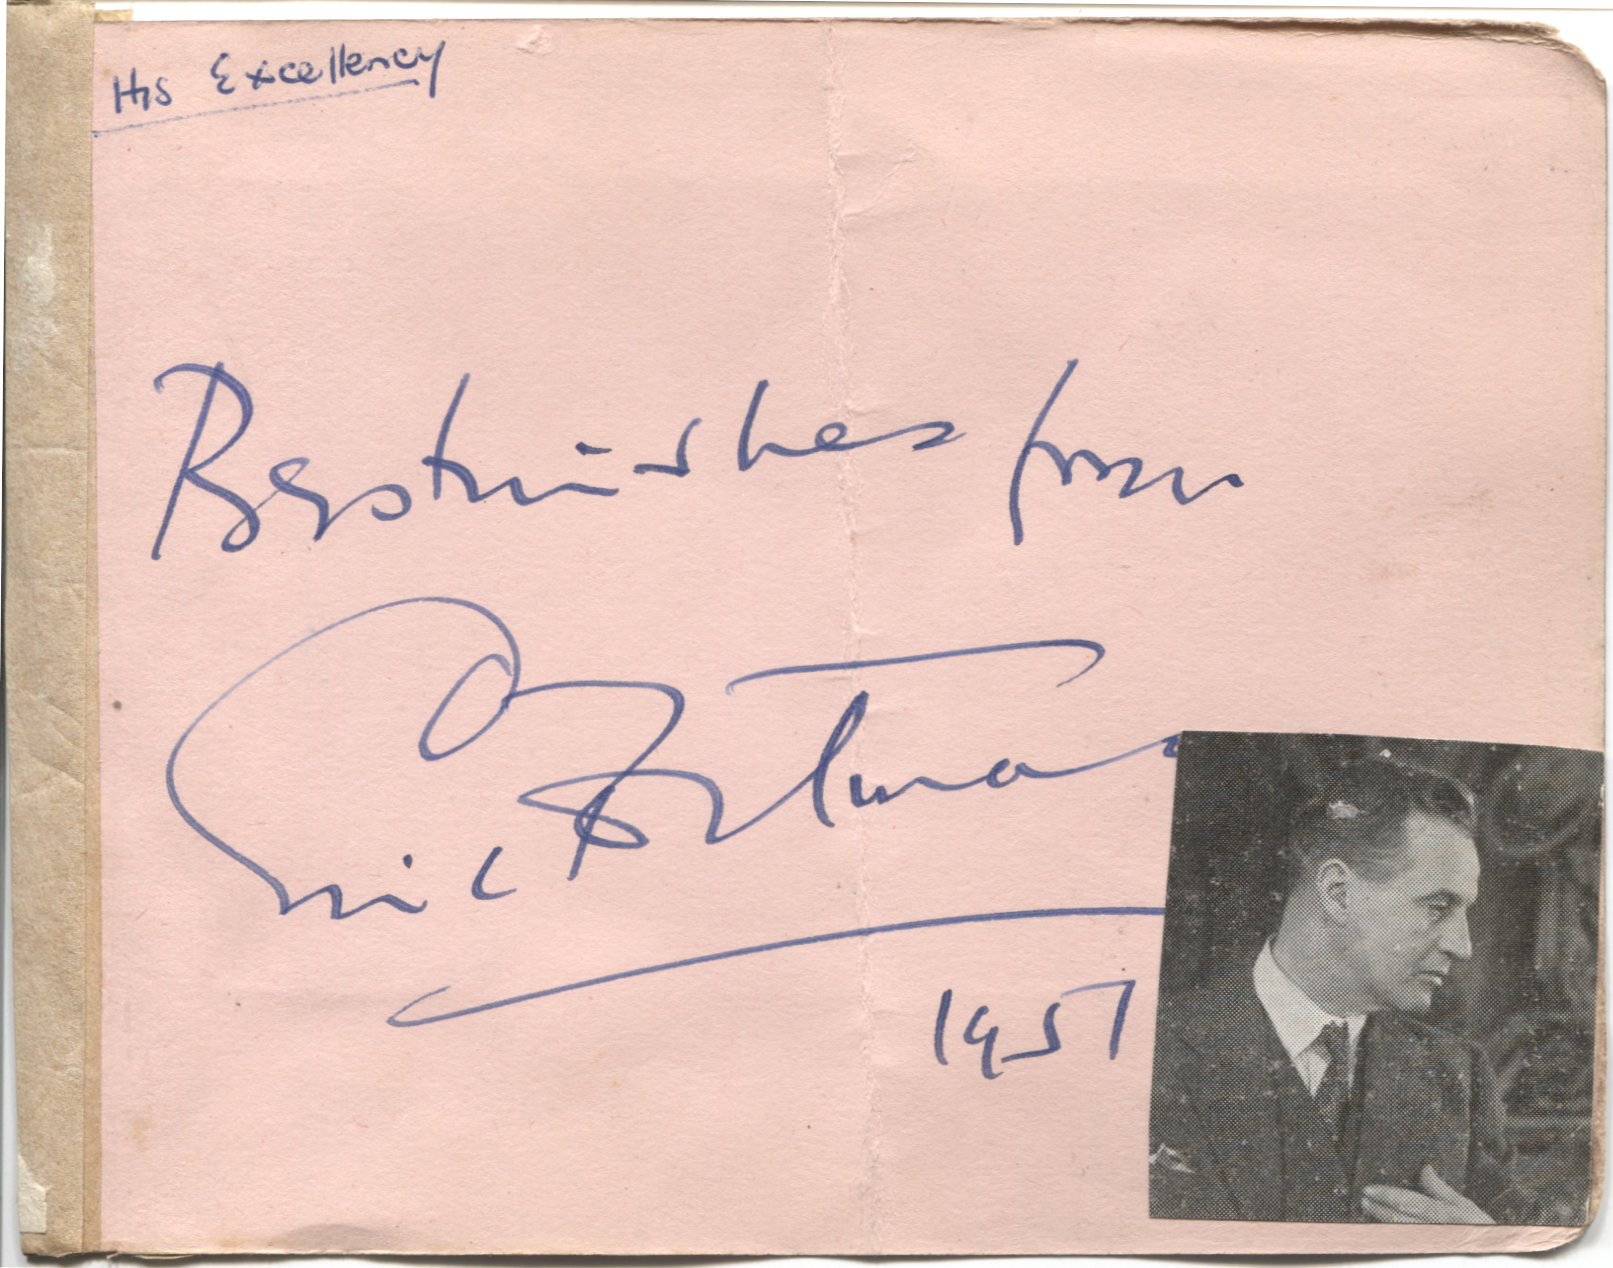 His Excellency
Best wishes from
Eric Portman
1951